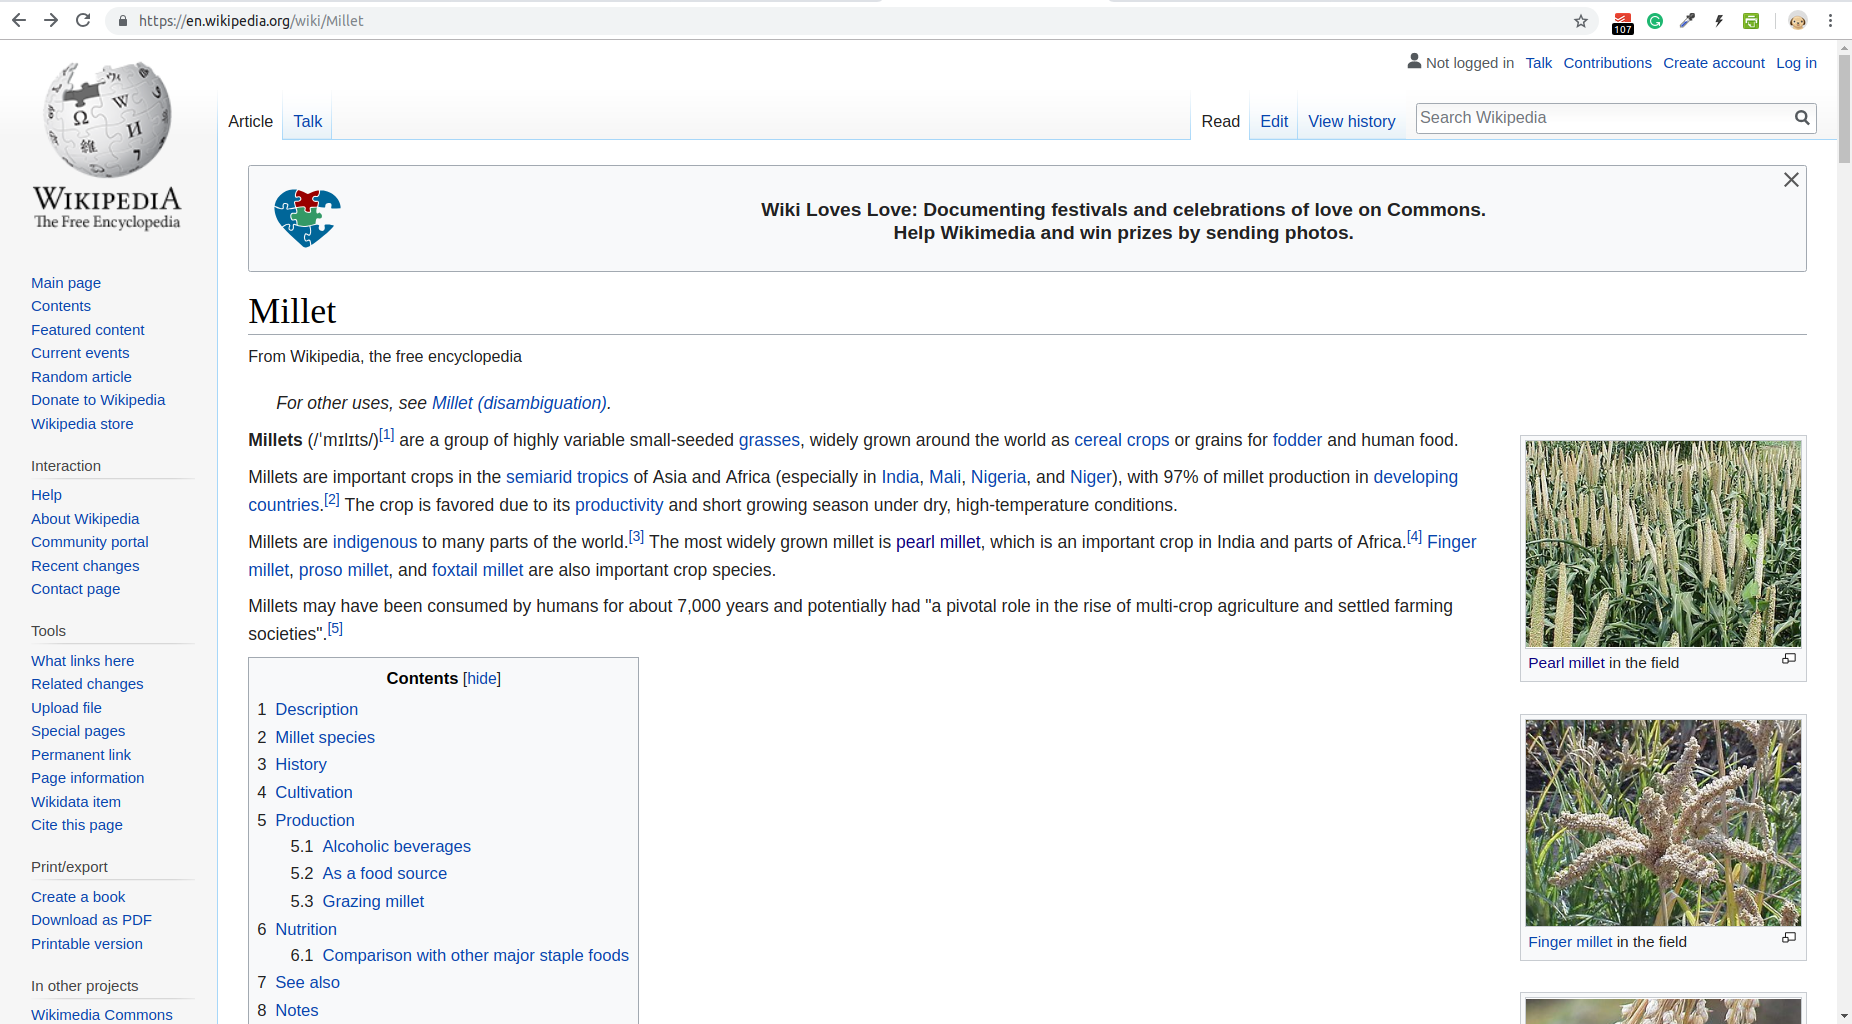 https://en.wikipedia.org/wiki/Millet
107
Not logged in Talk Contributions Create account Log in
Article Talk
Read Edit View history
Search Wikipedia
WIKIPEDIA
The Free Encyclopedia
Main page
Contents
Featured content
Current events
Random article
Donate to Wikipedia
Wikipedia store
Interaction
Help
About Wikipedia
Community portal
Recent changes
Contact page
Tools
What links here
Related changes
Upload file
Special pages
Permanent link
Page information
Wikidata item
Cite this page
Print/export
Create a book
Download as PDF
Printable version
In other projects
Wikimedia Commons
Wiki Loves Love: Documenting festivals and celebrations of love on Commons.
Help Wikimedia and win prizes by sending photos.
Millet
From Wikipedia, the free encyclopedia
For other uses, see Millet (disambiguation).
Millets (/ˈmɪlɪts/)[1] are a group of highly variable small-seeded grasses, widely grown around the world as cereal crops or grains for fodder and human food.
Millets are important crops in the semiarid tropics of Asia and Africa (especially in India, Mali, Nigeria, and Niger), with 97% of millet production in developing
countries.[2] The crop is favored due to its productivity and short growing season under dry, high-temperature conditions.
Millets are indigenous to many parts of the world.[3] The most widely grown millet is pearl millet, which is an important crop in India and parts of Africa.[4] Finger
millet, proso millet, and foxtail millet are also important crop species.
Millets may have been consumed by humans for about 7,000 years and potentially had "a pivotal role in the rise of multi-crop agriculture and settled farming
societies".[5]
Contents [hide]
1 Description
2 Millet species
3 History
4 Cultivation
5 Production
5.1 Alcoholic beverages
5.2 As a food source
5.3 Grazing millet
6 Nutrition
6.1 Comparison with other major staple foods
7 See also
8 Notes
Pearl millet in the field
Finger millet in the field